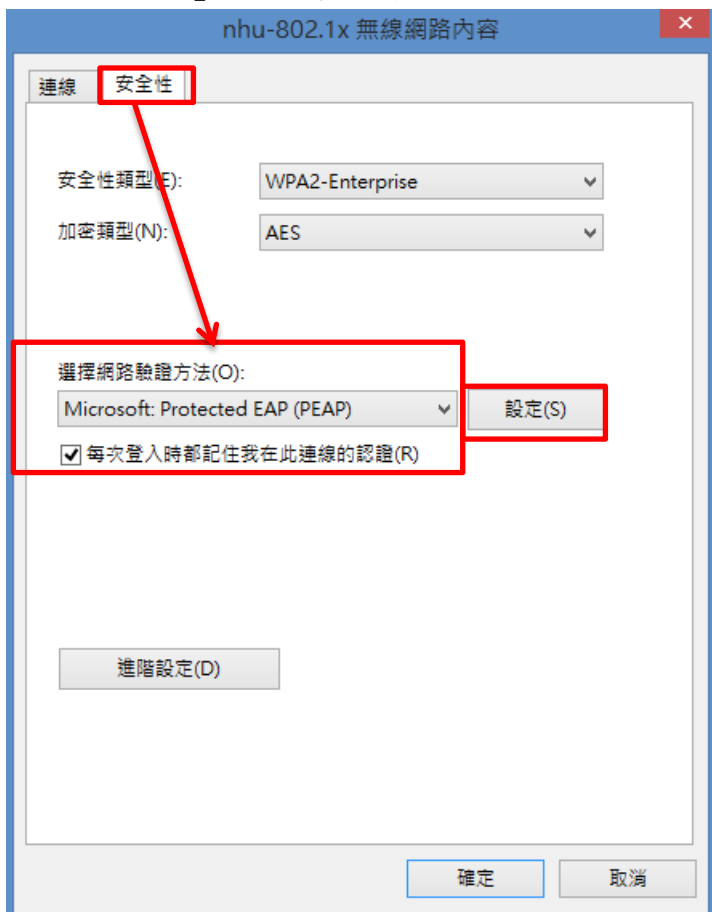 nhu-802.1x 無線網路內容
連線 安全性
安全性類型(E): WPA2-Enterprise
加密類型(N): AES
選擇網路驗證方法(O):
Microsoft: Protected EAP (PEAP) 設定(S)
每次登入時都記住我在此連線的認證(R)
進階設定(D)
確定 取消